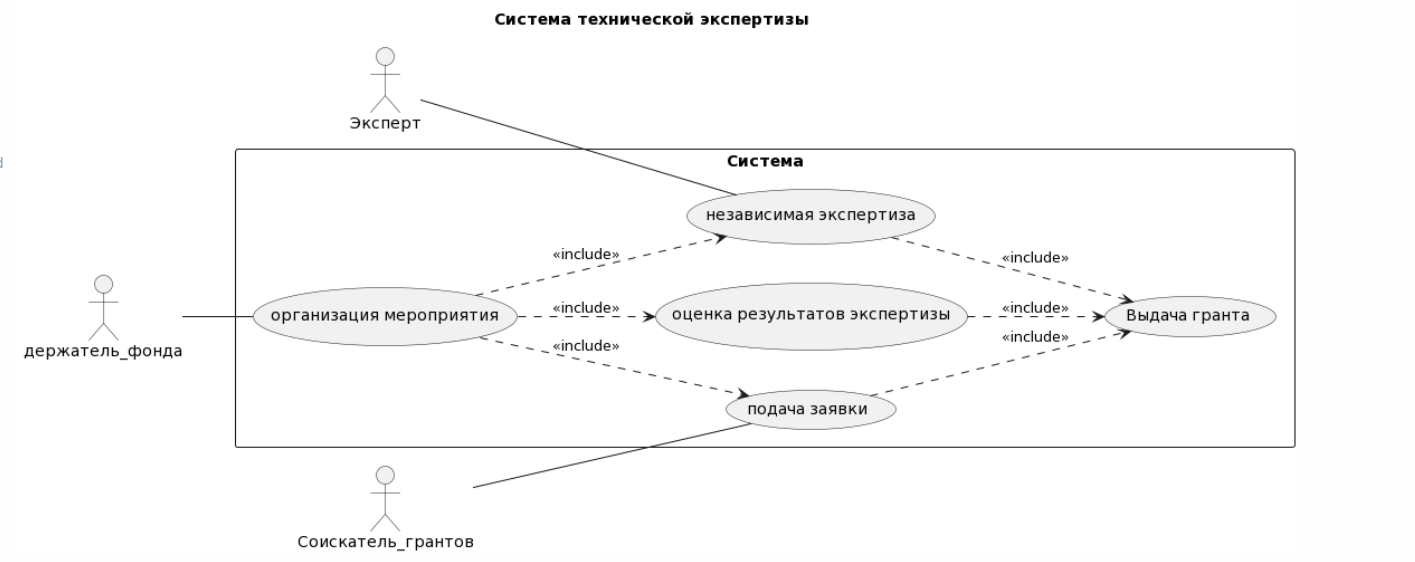 Система технической экспертизы
Эксперт
d
Система
независимая экспертиза
«include»
«include»
организация мероприятия
«include»
оценка результатов экспертизы
«include»
Выдача гранта
держатель_фонда
«include»
«include»
подача заявки
Соискатель_грантов